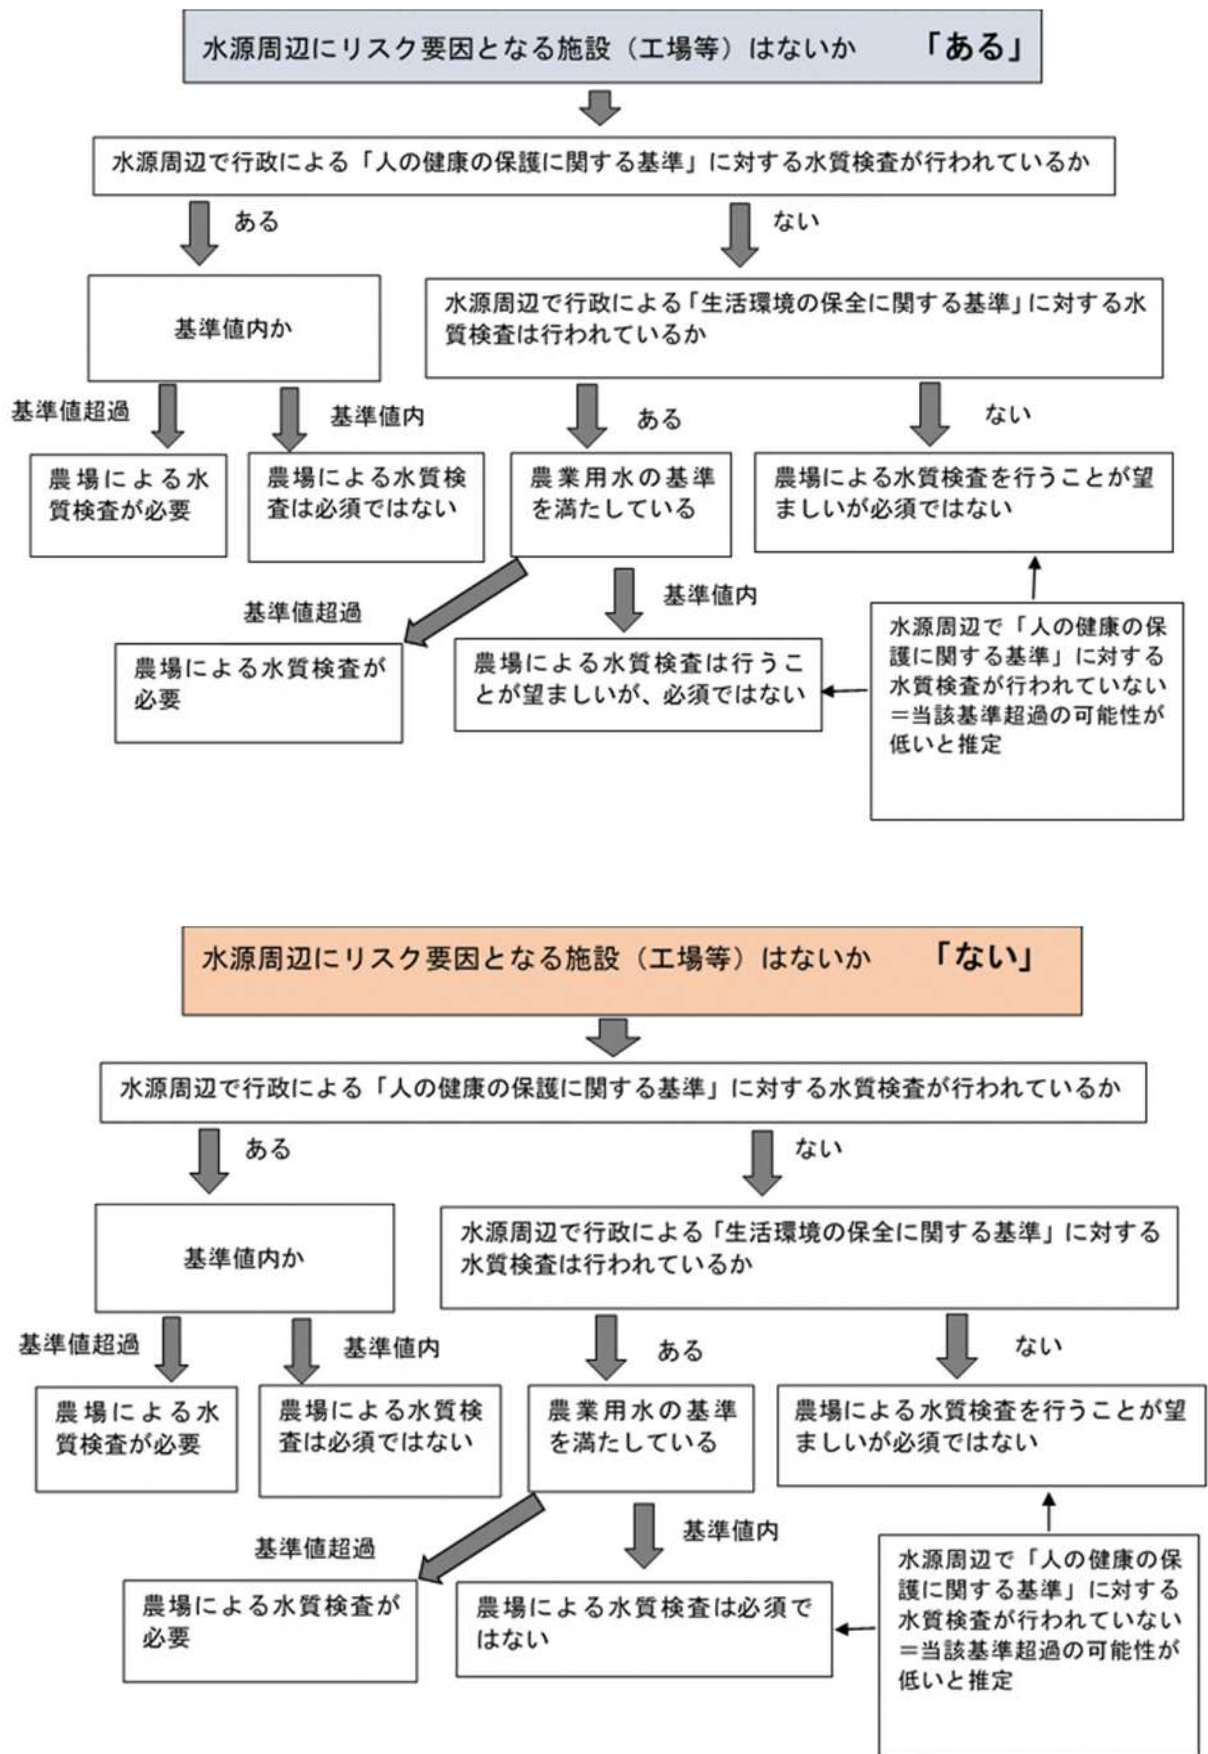 水源周辺にリスク要因となる施設（工場等）はないか　「ある」
水源周辺で行政による「人の健康の保護に関する基準」に対する水質検査が行われているか
ある
ない
基準値内か
水源周辺で行政による「生活環境の保全に関する基準」に対する水
質検査は行われているか
基準値超過
基準値内
ある
ない
農場による水
質検査が必要
農場による水質検
査は必須ではない
農業用水の基準
を満たしている
農場による水質検査を行うことが望
ましいが必須ではない
基準値超過
基準値内
農場による水質検査が
必要
農場による水質検査は行うこ
とが望ましいが、必須ではない
水源周辺で「人の健康の保
護に関する基準」に対する
水質検査が行われていない
＝当該基準超過の可能性が
低いと推定
水源周辺にリスク要因となる施設（工場等）はないか　「ない」
水源周辺で行政による「人の健康の保護に関する基準」に対する水質検査が行われているか
ある
ない
基準値内か
水源周辺で行政による「生活環境の保全に関する基準」に対する
水質検査は行われているか
基準値超過
基準値内
ある
ない
農場による水
質検査が必要
農場による水質検
査は必須ではない
農業用水の基準
を満たしている
農場による水質検査を行うことが望
ましいが必須ではない
基準値超過
基準値内
農場による水質検査が
必要
農場による水質検査は必須で
はない
水源周辺で「人の健康の保
護に関する基準」に対する
水質検査が行われていない
＝当該基準超過の可能性が
低いと推定